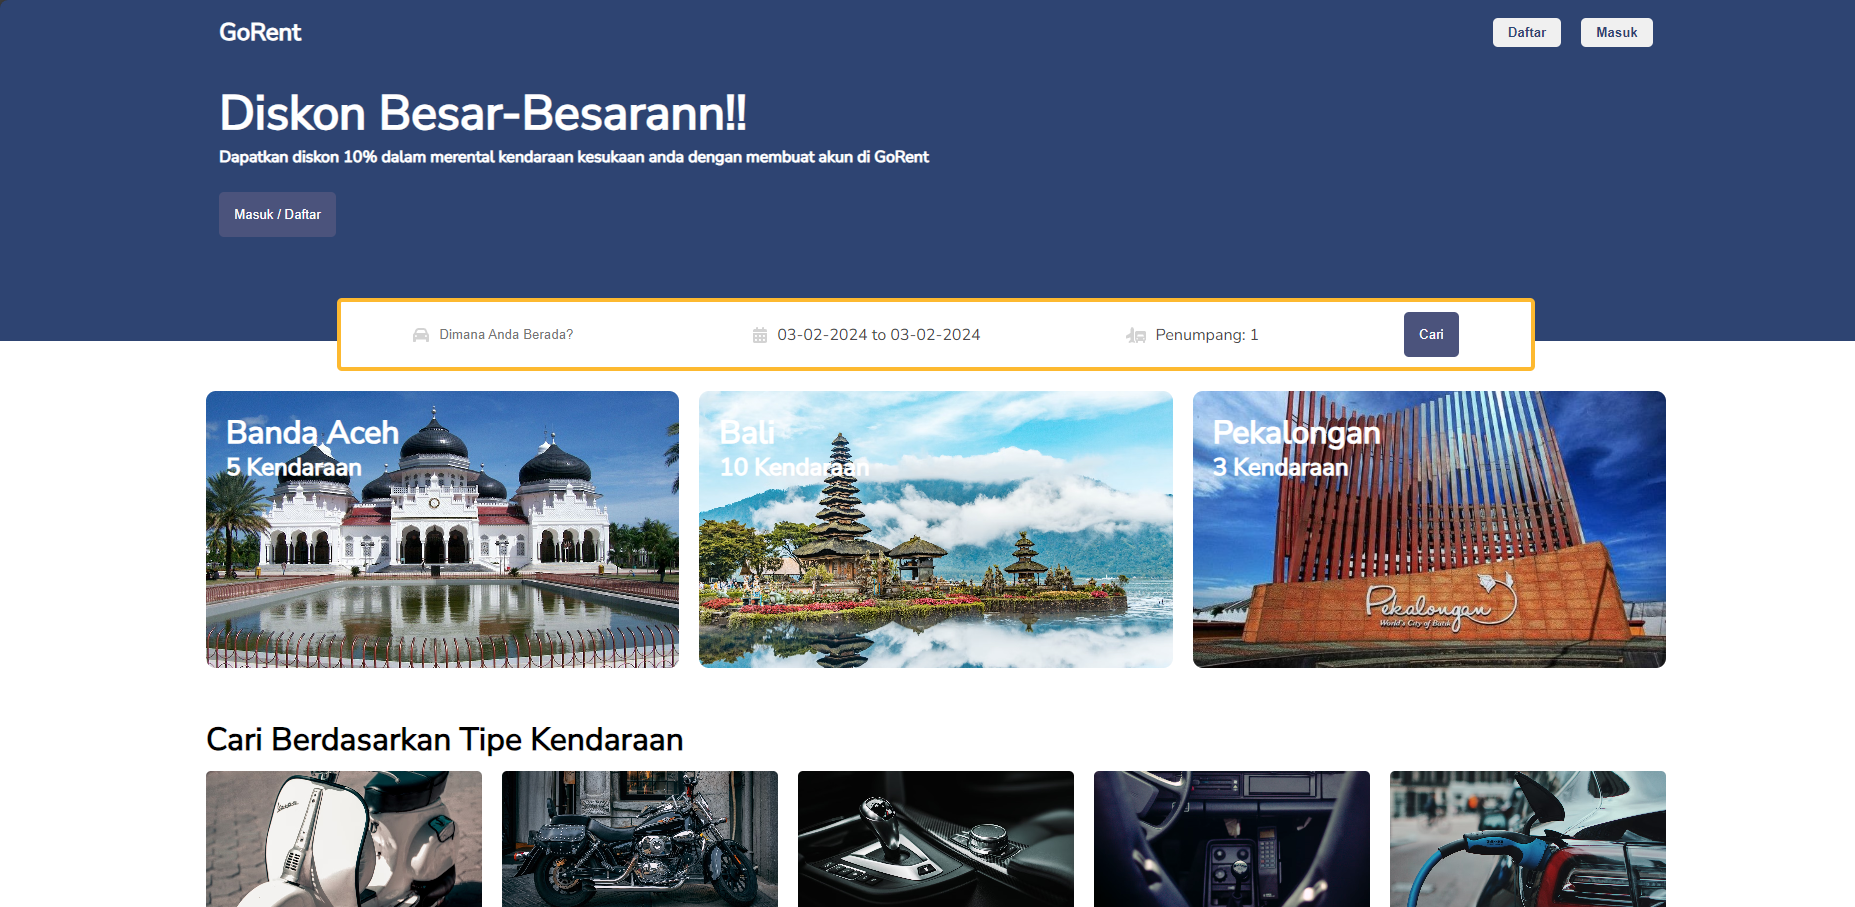 GoRent
Daftar
Masuk
Diskon Besar-Besarann!!
Dapatkan diskon 10% dalam merental kendaraan kesukaan anda dengan membuat akun di GoRent
Masuk / Daftar
Dimana Anda Berada?
03-02-2024 to 03-02-2024
Penumpang: 1
Cari
Banda Aceh
5 Kendaraan
Bali
10 Kendaraan
Pekalongan
3 Kendaraan
Pekalongan
World's City of Batik
Cari Berdasarkan Tipe Kendaraan
Vespa